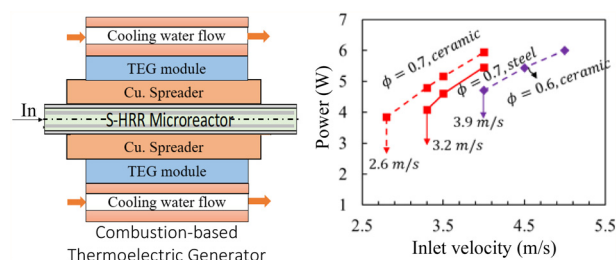 Cooling water flow
TEG module
Cu. Spreader
In
S-HRR Microreactor
Cu. Spreader
TEG module
Cooling water flow
Combustion-based
Thermoelectric Generator
Power (W)
7
6
5
4
3
2
1
ϕ = 0.7, ceramic
ϕ = 0.7, steel
ϕ = 0.6, ceramic
3.9 m/s
3.2 m/s
2.6 m/s
2.5 3.5 4.5 5.5
Inlet velocity (m/s)